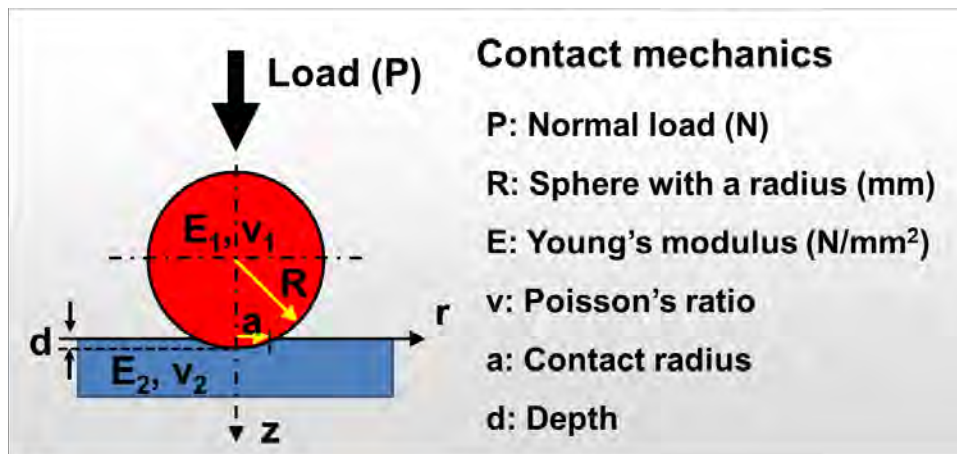 Contact mechanics
Load (P)
P: Normal load (N)
R: Sphere with a radius (mm)
E₁, v₁
E: Young's modulus (N/mm²)
R
v: Poisson's ratio
a
r
d
a: Contact radius
E₂, v₂
z
d: Depth